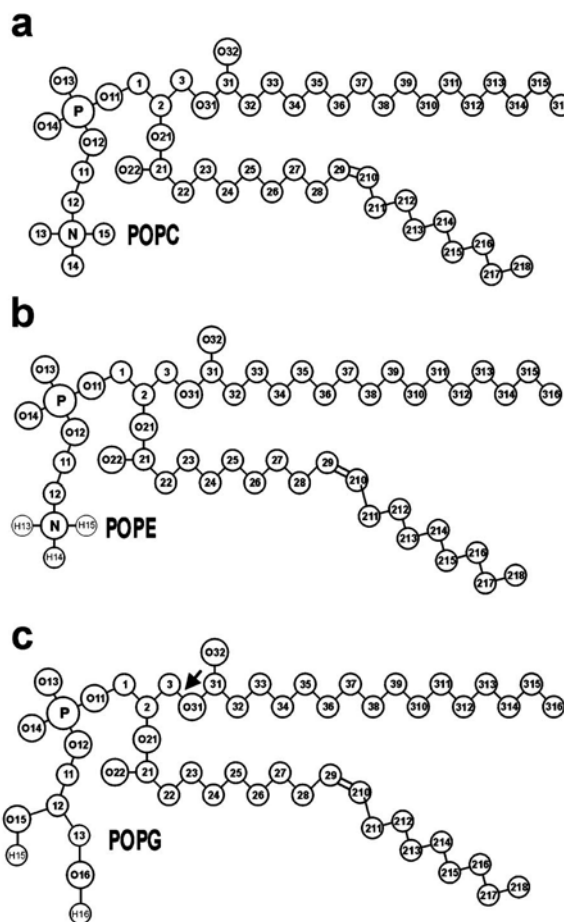 a
O32
O13 1 3 31 33 35 37 39 311 313 315
O11
P 2 O31 32 34 36 38 310 312 314 31
O14 O12 O21
11 O22 21 23 25 27 29 210
12 22 24 26 28 211 212
13 N 15 POPC 213 214
14 215 216
217 218
b
O32
O13 1 3 31 33 35 37 39 311 313 315
O11
P 2 O31 32 34 36 38 310 312 314 316
O14 O12 O21
11 O22 21 23 25 27 29
12 22 24 26 28 210
H13 N H15 POPE 211 212
H14 213 214
215 216
217 218
c
O32
O13 1 3 31 33 35 37 39 311 313 315
O11
P 2 O31 32 34 36 38 310 312 314 316
O14 O12 O21
11 O22 21 23 25 27 29
12 22 24 26 28 210
O15 13 POPG 211 212
H15 O16 213 214
215 216
H16 217 218